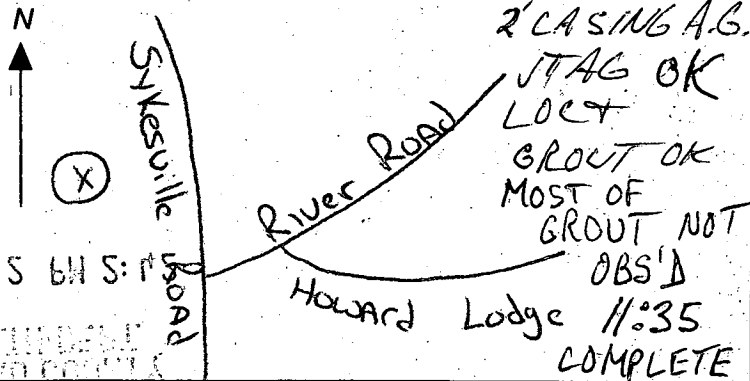 N
2' CASING A.G.
JTAG OK
LOC+
GROUT OK
MOST OF
GROUT NOT
OBS'D
11:35
COMPLETE
Sykesville Road
X
River ROAD
Howard Lodge